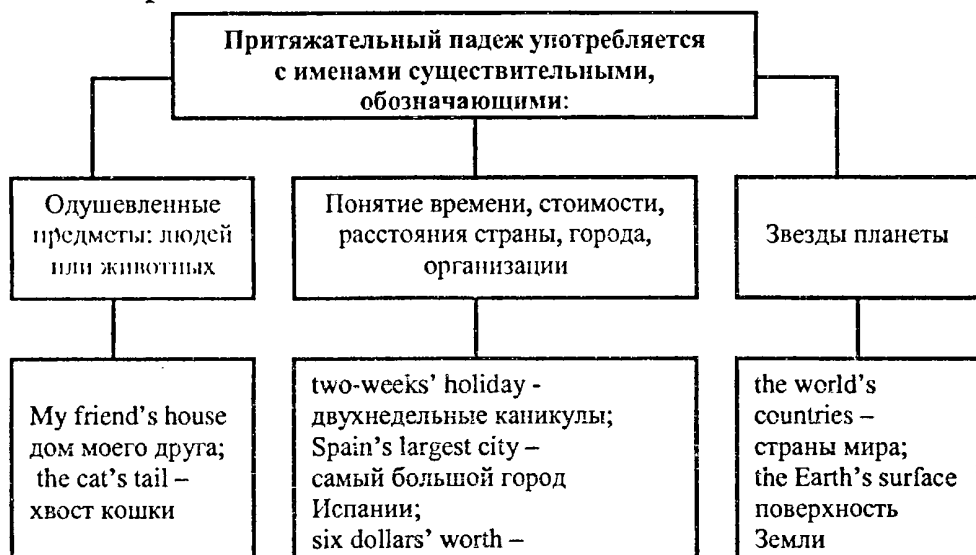 Притяжательный падеж употребляется
с именами существительными,
обозначающими:
Одушевленные
предметы: людей
или животных
Понятие времени, стоимости,
расстояния страны, города,
организации
Звезды планеты
My friend's house
дом моего друга;
the cat's tail –
хвост кошки
two-weeks' holiday -
двухнедельные каникулы;
Spain's largest city –
самый большой город
Испании;
six dollars' worth –
the world's
countries –
страны мира;
the Earth's surface
поверхность
Земли